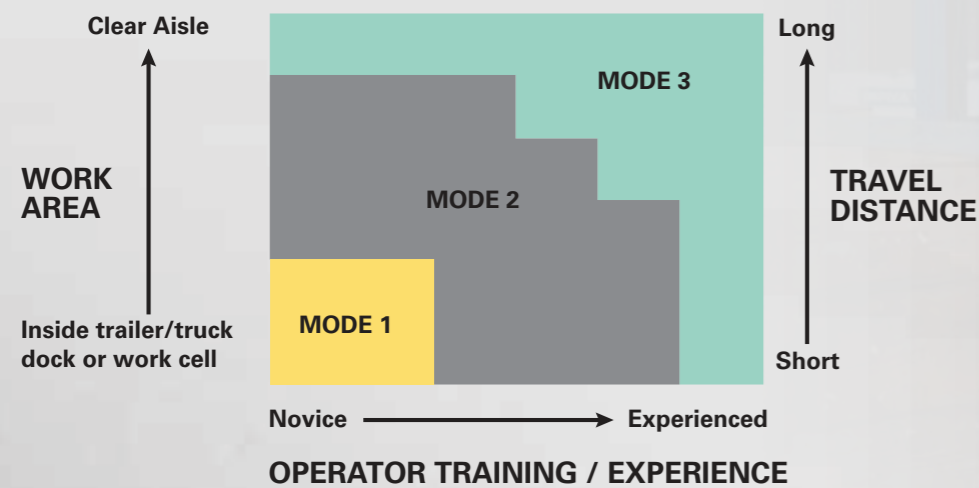 Clear Aisle
Long
MODE 3
WORK
AREA
MODE 2
TRAVEL
DISTANCE
MODE 1
Inside trailer/truck
dock or work cell
Short
Novice
Experienced
OPERATOR TRAINING / EXPERIENCE